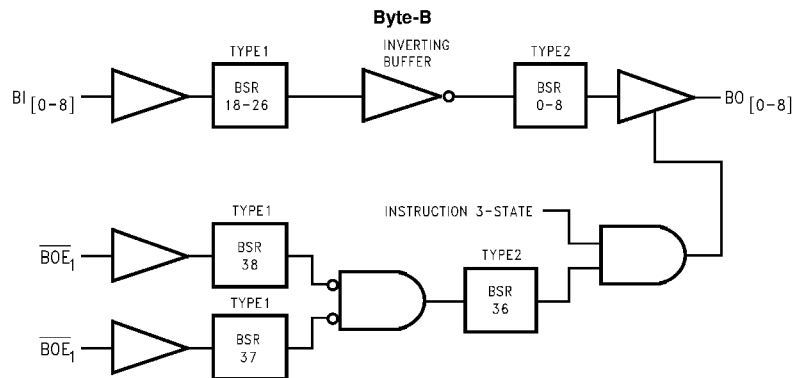 Byte-B
TYPE1
INVERTING
BUFFER
TYPE2
BI [0-8]
BSR
18-26
BSR
0-8
BO [0-8]
TYPE1
INSTRUCTION 3-STATE
BOE1
BSR
38
TYPE2
TYPE1
BSR
36
BOE1
BSR
37